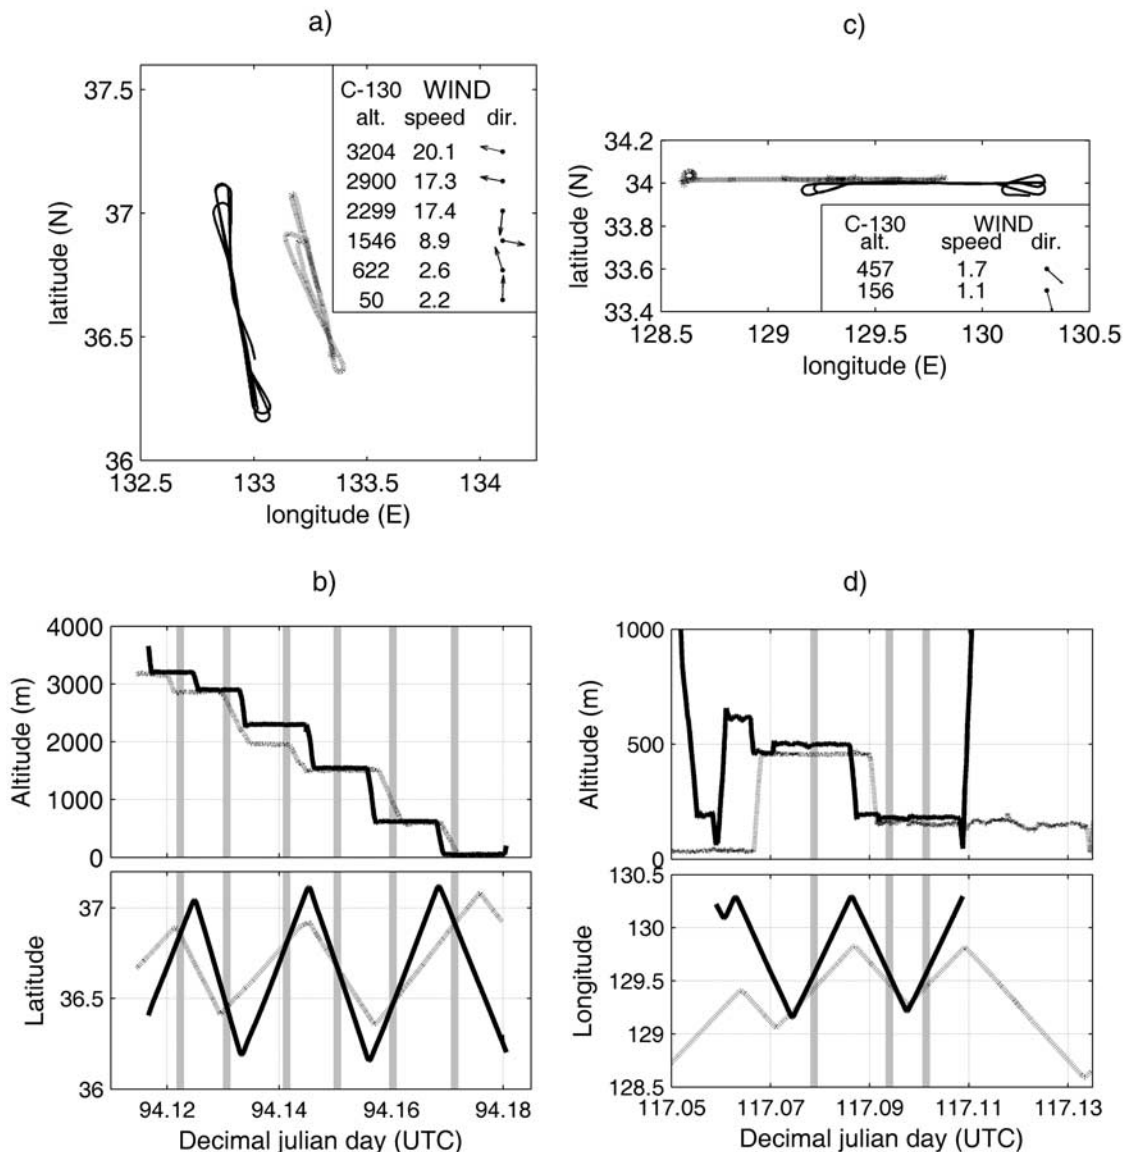 a)
37.5
37
36.5
36
latitude (N)
C-130 WIND
alt. speed dir.
3204 20.1
2900 17.3
2299 17.4
1546 8.9
622 2.6
50 2.2
132.5 133 133.5 134
longitude (E)
c)
34.2
34
33.8
33.6
33.4
latitude (N)
C-130 WIND
alt. speed dir.
457 1.7
156 1.1
128.5 129 129.5 130 130.5
longitude (E)
b)
4000
3000
2000
1000
0
Altitude (m)
37
36.5
36
Latitude
94.12 94.14 94.16 94.18
Decimal julian day (UTC)
d)
1000
500
0
Altitude (m)
130.5
130
129.5
129
128.5
Longitude
117.05 117.07 117.09 117.11 117.13
Decimal julian day (UTC)